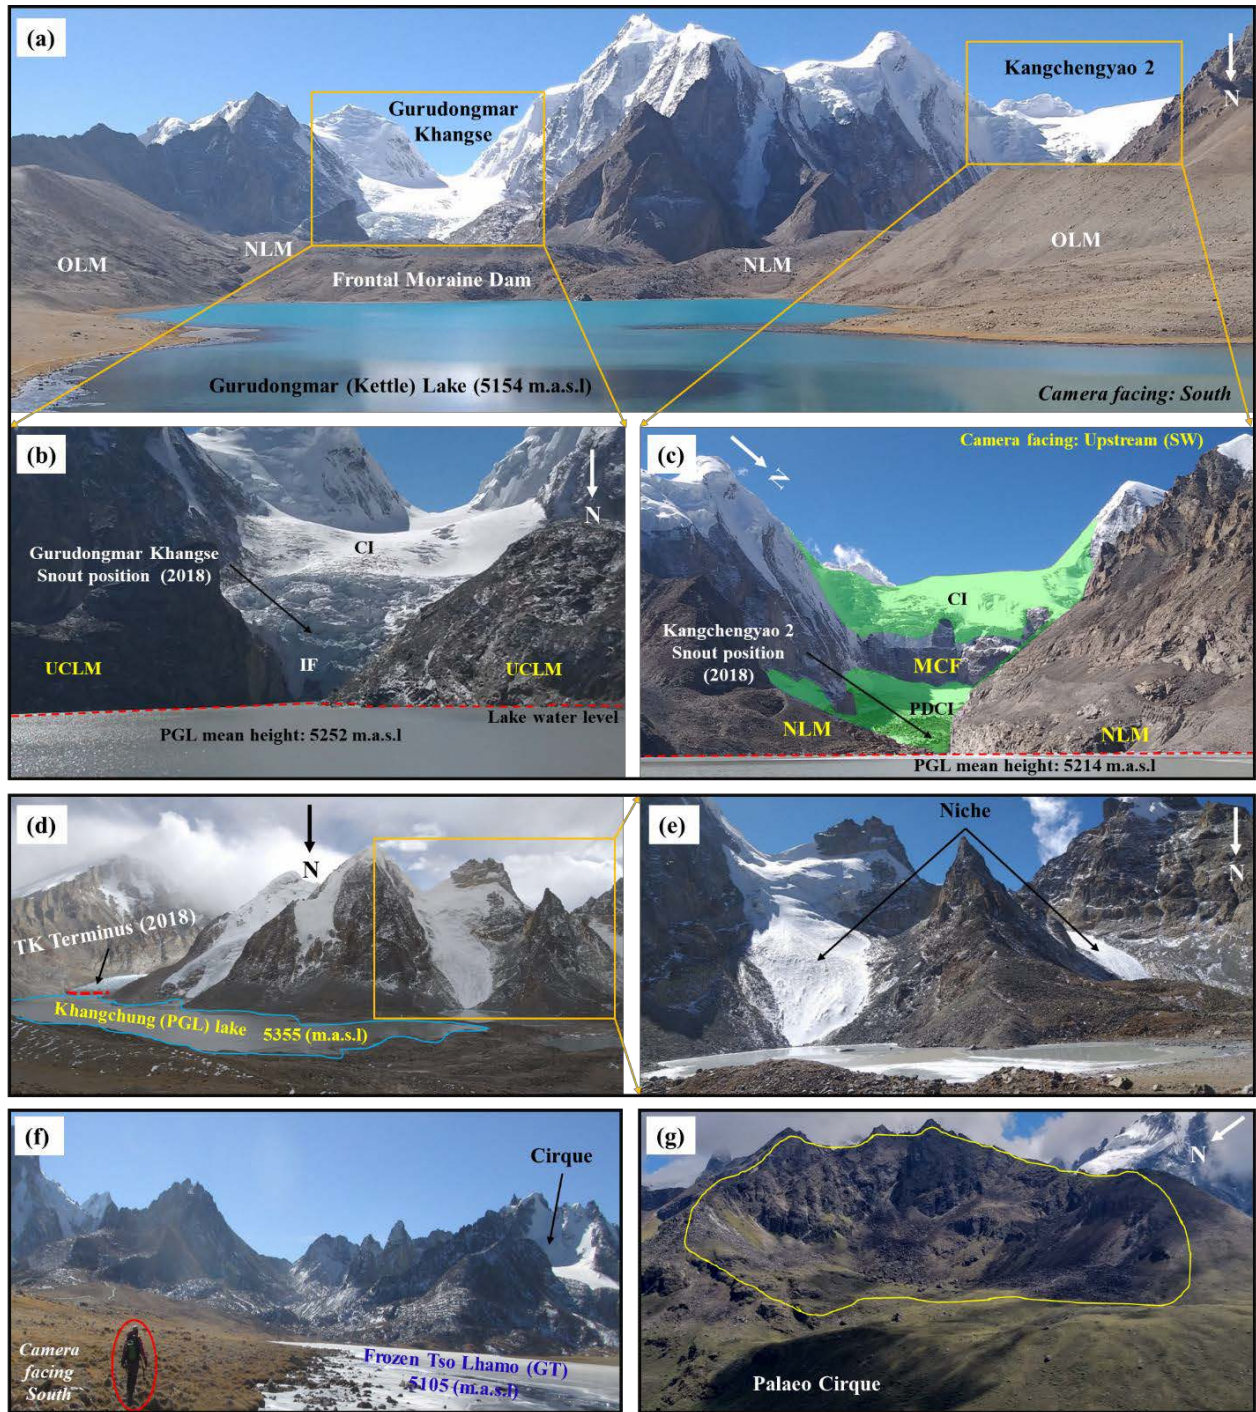 (a)
Gurudongmar
Khangse
Kangchengyao 2
N
OLM
NLM
Frontal Moraine Dam
NLM
OLM
Gurudongmar (Kettle) Lake (5154 m.a.s.l)
Camera facing: South
(b)
N
CI
Gurudongmar Khangse
Snout position (2018)
UCLM
IF
UCLM
Lake water level
PGL mean height: 5252 m.a.s.l
(c)
Camera facing: Upstream (SW)
N
CI
Kangchengyao 2
Snout position
(2018)
MCF
PDCI
NLM
NLM
PGL mean height: 5214 m.a.s.l
(d)
N
TK Terminus (2018)
Khangchung (PGL) lake 5355 (m.a.s.l)
(e)
Niche
N
(f)
Cirque
Camera
facing
South
Frozen Tso Lhamo (GT)
5105 (m.a.s.l)
(g)
N
Palaeo Cirque